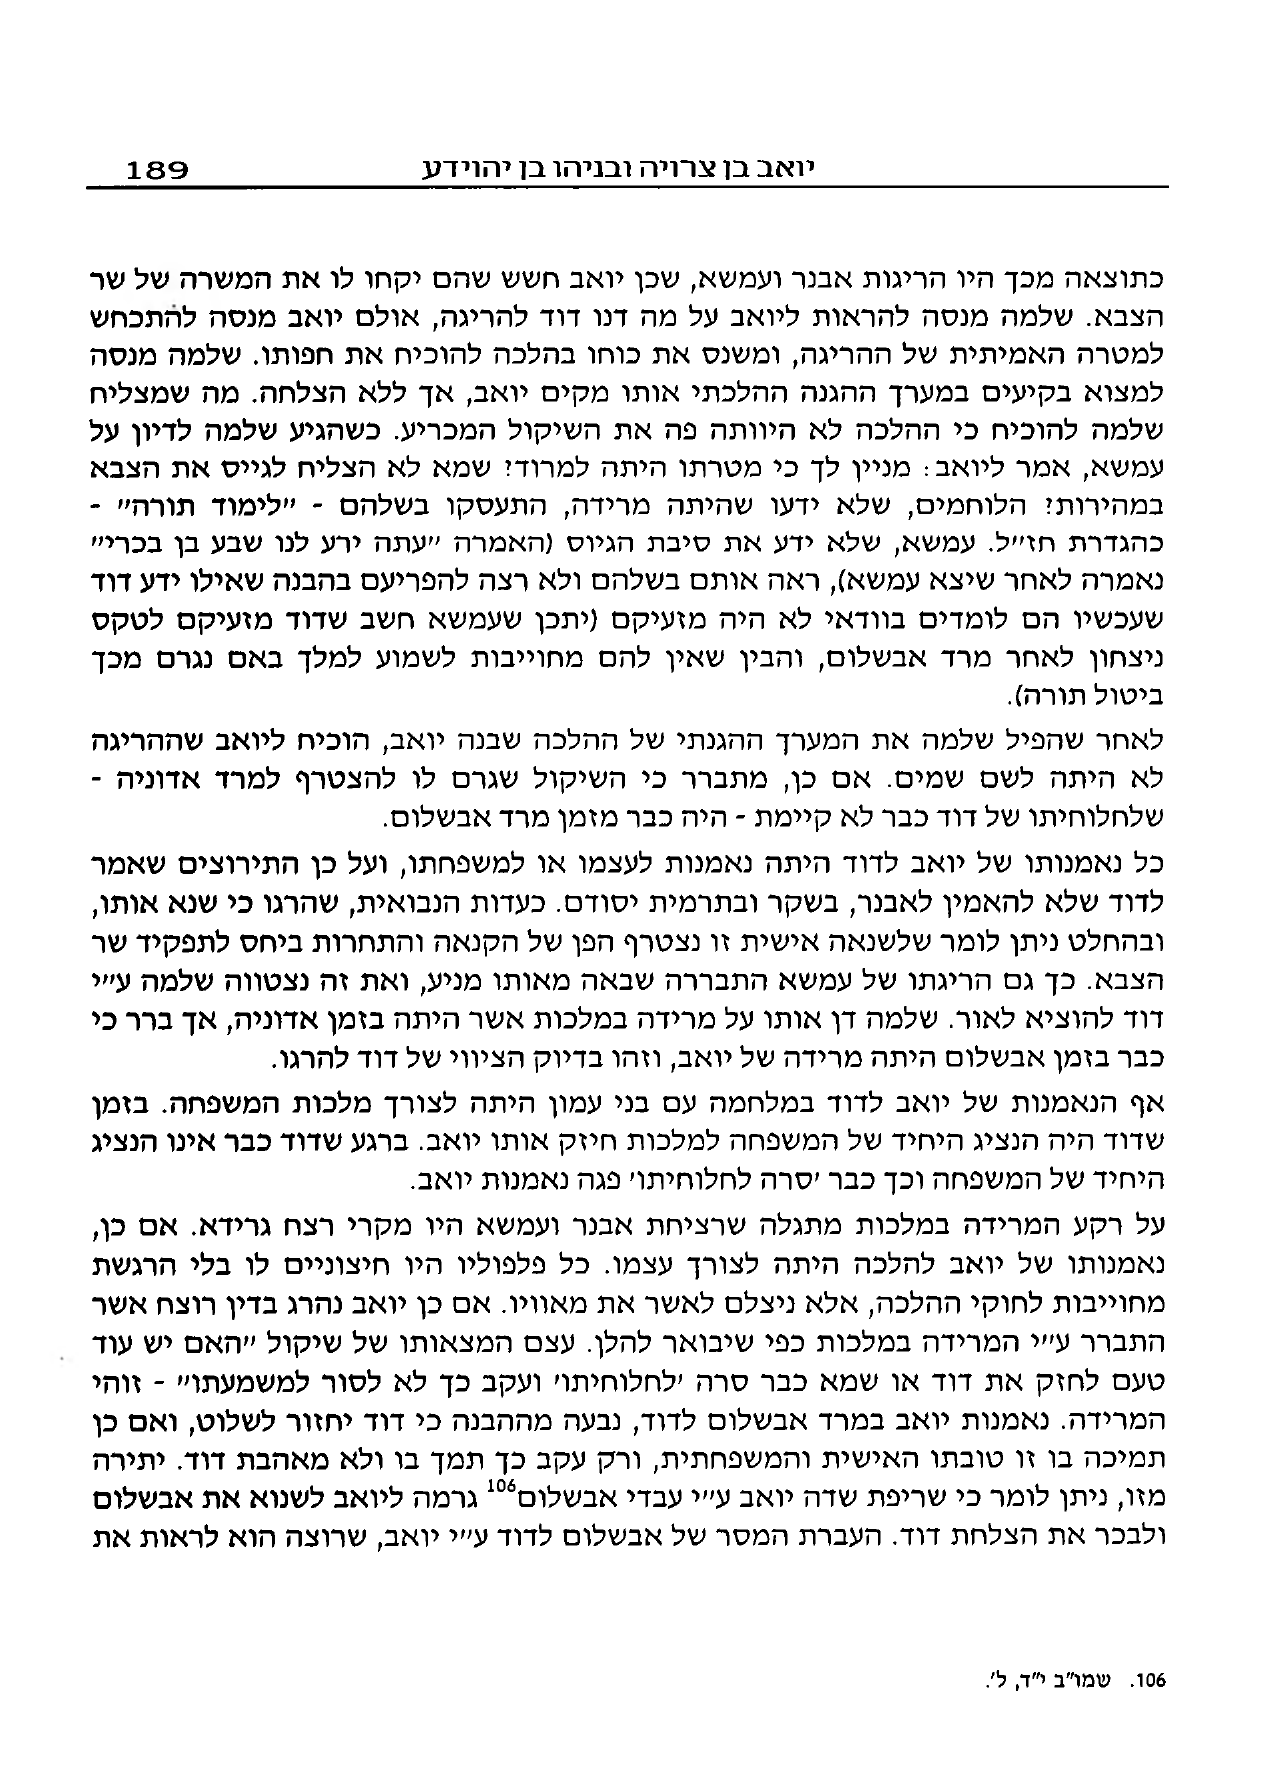 יואב בן צרויה ובניהו בן יהוידע 189
כתוצאה מכך היו הריגות אבנר ועמשא, שכן יואב חשש שהם יקחו לו את המשרה של שר
הצבא. שלמה מנסה להראות ליואב על מה דנו דוד להריגה, אולם יואב מנסה להתכחש
למטרה האמיתית של ההריגה, ומשנס את כוחו בהלכה להוכיח את חפותו. שלמה מנסה
למצוא בקיעים במערך ההגנה ההלכתי אותו מקים יואב, אך ללא הצלחה. מה שמצליח
שלמה להוכיח כי ההלכה לא היוותה פה את השיקול המכריע. כשהגיע שלמה לדיון על
עמשא, אמר ליואב: מניין לך כי מטרתו היתה למרוד? שמא לא הצליח לגייס את הצבא
במהירות? הלוחמים, שלא ידעו שהיתה מרידה, התעסקו בשלהם - "לימוד תורה" -
כהגדרת חז"ל. עמשא, שלא ידע את סיבת הגיוס (האמרה "עתה ירע לנו שבע בן בכרי"
נאמרה לאחר שיצא עמשא), ראה אותם בשלהם ולא רצה להפריעם בהבנה שאילו ידע דוד
שעכשיו הם לומדים בוודאי לא היה מזעיקם (יתכן שעמשא חשב שדוד מזעיקם לטקס
ניצחון לאחר מרד אבשלום, והבין שאין להם מחוייבות לשמוע למלך באם נגרם מכך
ביטול תורה).
לאחר שהפיל שלמה את המערך ההגנתי של ההלכה שבנה יואב, הוכיח ליואב שההריגה
לא היתה לשם שמים. אם כן, מתברר כי השיקול שגרם לו להצטרף למרד אדוניה -
שלחלוחיתו של דוד כבר לא קיימת - היה כבר מזמן מרד אבשלום.
כל נאמנותו של יואב לדוד היתה נאמנות לעצמו או למשפחתו, ועל כן התירוצים שאמר
לדוד שלא להאמין לאבנר, בשקר ובתרמית יסודם. כעדות הנבואית, שהרגו כי שנא אותו,
ובהחלט ניתן לומר שלשנאה אישית זו נצטרף הפן של הקנאה והתחרות ביחס לתפקיד שר
הצבא. כך גם הריגתו של עמשא התבררה שבאה מאותו מניע, ואת זה נצטווה שלמה ע"י
דוד להוציא לאור. שלמה דן אותו על מרידה במלכות אשר היתה בזמן אדוניה, אך ברר כי
כבר בזמן אבשלום היתה מרידה של יואב, וזהו בדיוק הציווי של דוד להרגו.
אף הנאמנות של יואב לדוד במלחמה עם בני עמון היתה לצורך מלכות המשפחה. בזמן
שדוד היה הנציג היחיד של המשפחה למלכות חיזק אותו יואב. ברגע שדוד כבר אינו הנציג
היחיד של המשפחה וכך כבר 'סרה לחלוחיתו' פגה נאמנות יואב.
על רקע המרידה במלכות מתגלה שרציחת אבנר ועמשא היו מקרי רצח גרידא. אם כן,
נאמנותו של יואב להלכה היתה לצורך עצמו. כל פלפוליו היו חיצוניים לו בלי הרגשת
מחוייבות לחוקי ההלכה, אלא ניצלם לאשר את מאוויו. אם כן יואב נהרג בדין רוצח אשר
התברר ע"י המרידה במלכות כפי שיבואר להלן. עצם המצאותו של שיקול "האם יש עוד
טעם לחזק את דוד או שמא כבר סרה 'לחלוחיתו' ועקב כך לא לסור למשמעתו" - זוהי
המרידה. נאמנות יואב במרד אבשלום לדוד, נבעה מההבנה כי דוד יחזור לשלוט, ואם כן
תמיכה בו זו טובתו האישית והמשפחתית, ורק עקב כך תמך בו ולא מאהבת דוד. יתירה
מזו, ניתן לומר כי שריפת שדה יואב ע"י עבדי אבשלום106 גרמה ליואב לשנוא את אבשלום
ולבכר את הצלחת דוד. העברת המסר של אבשלום לדוד ע"י יואב, שרוצה הוא לראות את
106. שמו"ב י"ד, ל'.